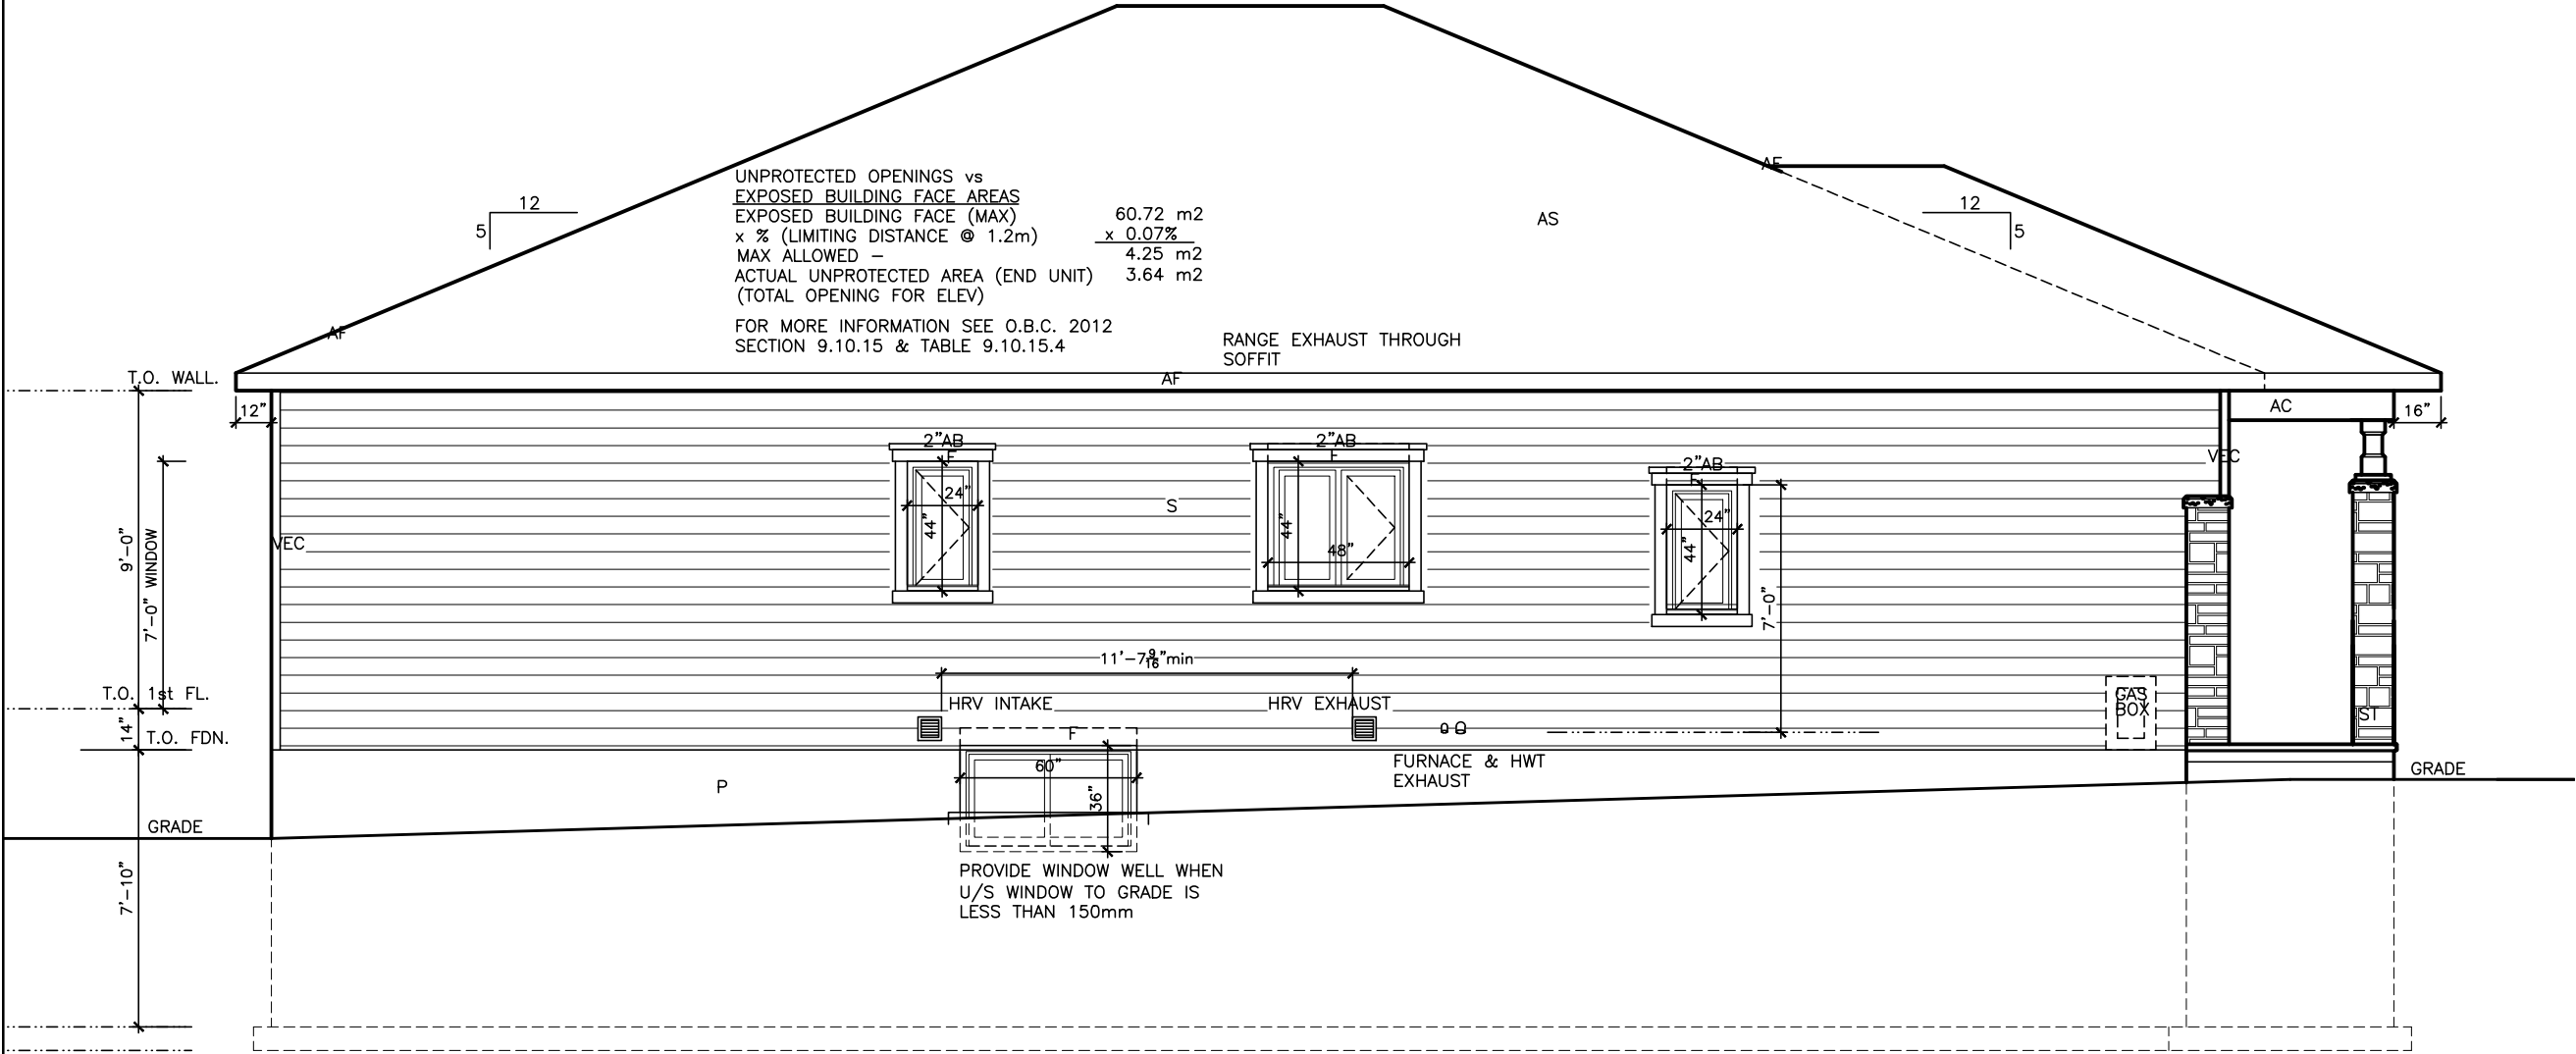 UNPROTECTED OPENINGS vs
EXPOSED BUILDING FACE AREAS
EXPOSED BUILDING FACE (MAX) 60.72 m2
x % (LIMITING DISTANCE @ 1.2m) x 0.07%
MAX ALLOWED – 4.25 m2
ACTUAL UNPROTECTED AREA (END UNIT) 3.64 m2
(TOTAL OPENING FOR ELEV)
FOR MORE INFORMATION SEE O.B.C. 2012
SECTION 9.10.15 & TABLE 9.10.15.4
12
5
AF
AS
12
5
AF
RANGE EXHAUST THROUGH
SOFFIT
T.O. WALL.
AF
12"
AC
16"
2"AB
F
24"
44"
2"AB
F
44"
48"
2"AB
F
24"
44"
7'-0"
S
VEC
VEC
9'-0"
7'-0" WINDOW
11'-7 9/16"min
T.O. 1st FL.
HRV INTAKE
HRV EXHAUST
GAS
BOX
ST
14"
T.O. FDN.
F
60"
36"
P
FURNACE & HWT
EXHAUST
GRADE
GRADE
7'-10"
PROVIDE WINDOW WELL WHEN
U/S WINDOW TO GRADE IS
LESS THAN 150mm